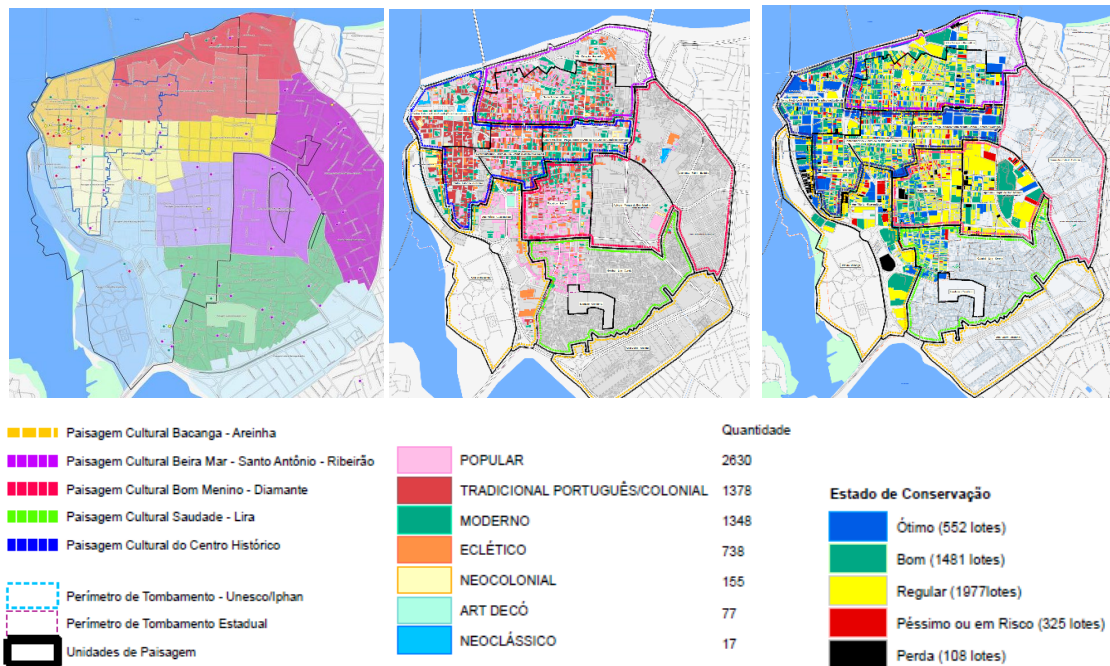 Paisagem Cultural Bacanga - Areinha
Paisagem Cultural Beira Mar - Santo Antônio - Ribeirão
Paisagem Cultural Bom Menino - Diamante
Paisagem Cultural Saudade - Lira
Paisagem Cultural do Centro Histórico
Perímetro de Tombamento - Unesco/Iphan
Perímetro de Tombamento Estadual
Unidades de Paisagem
Quantidade
POPULAR 2630
TRADICIONAL PORTUGUÊS/COLONIAL 1378
MODERNO 1348
ECLÉTICO 738
NEOCOLONIAL 155
ART DECÓ 77
NEOCLÁSSICO 17
Estado de Conservação
Ótimo (552 lotes)
Bom (1481 lotes)
Regular (1977lotes)
Péssimo ou em Risco (325 lotes)
Perda (108 lotes)